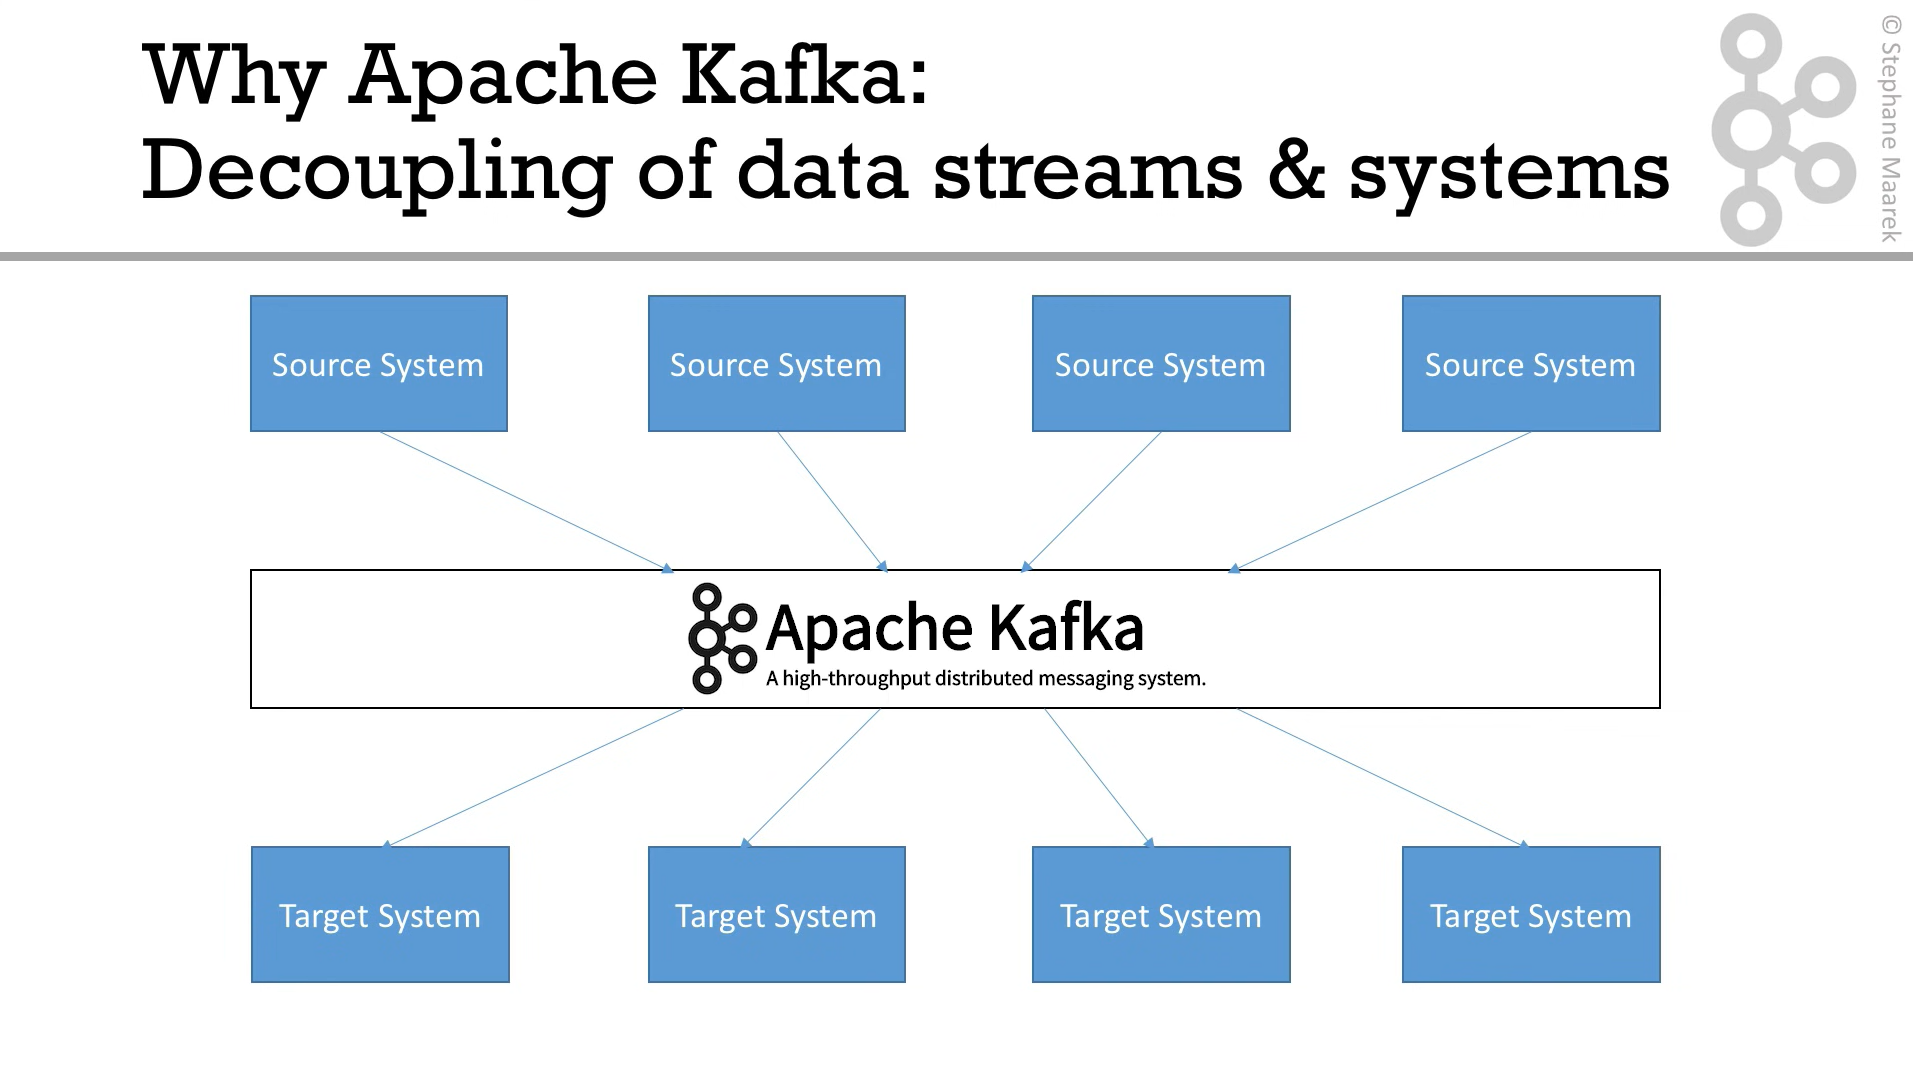 Why Apache Kafka:
Decoupling of data streams & systems
© Stephane Maarek
Source System
Source System
Source System
Source System
Apache Kafka
A high-throughput distributed messaging system.
Target System
Target System
Target System
Target System